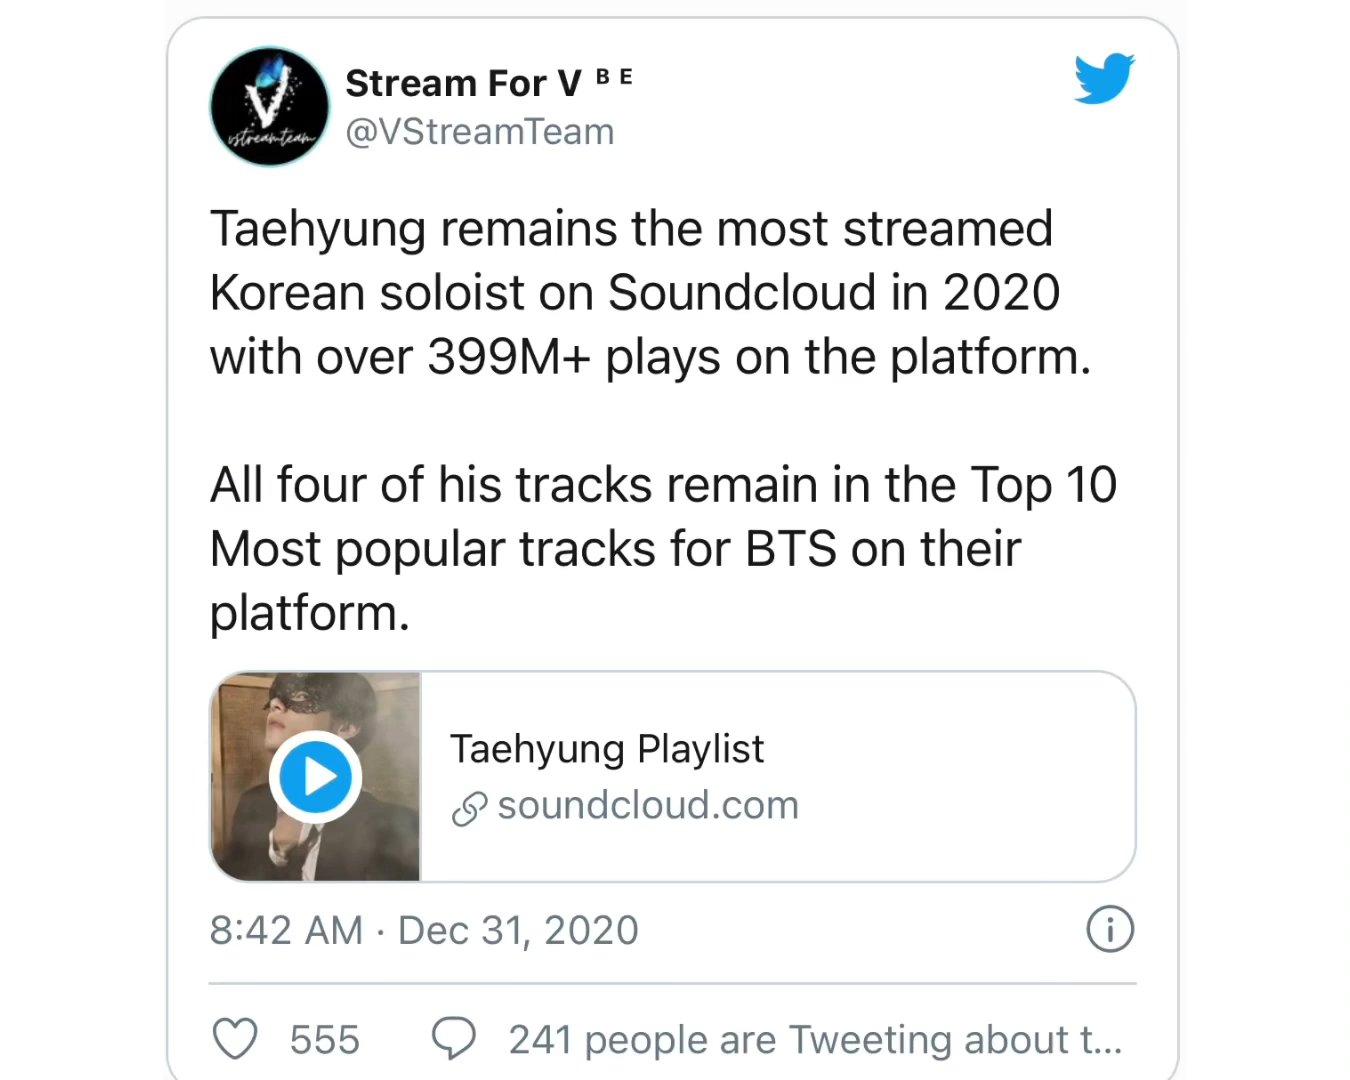 Stream For V ᴮ ᴱ
@VStreamTeam
vstreamteam
Taehyung remains the most streamed
Korean soloist on Soundcloud in 2020
with over 399M+ plays on the platform.
All four of his tracks remain in the Top 10
Most popular tracks for BTS on their
platform.
Taehyung Playlist
soundcloud.com
8:42 AM · Dec 31, 2020
555
241 people are Tweeting about t...